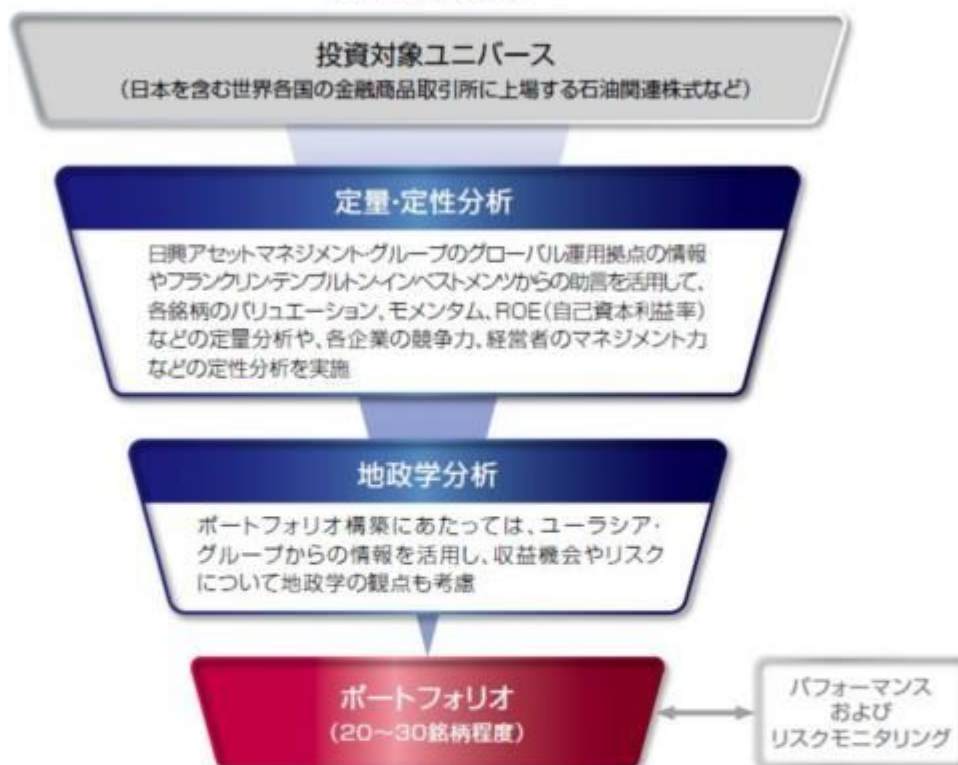 投資対象ユニバース
(日本を含む世界各国の金融商品取引所に上場する石油関連株式など)
定量・定性分析
日興アセットマネジメント・グループのグローバル運用拠点の情報
やフランクリン・テンプルトン・インベストメンツからの助言を活用して、
各銘柄のバリュエーション、モメンタム、ROE(自己資本利益率)
などの定量分析や、各企業の競争力、経営者のマネジメント力
などの定性分析を実施
地政学分析
ポートフォリオ構築にあたっては、ユーラシア・
グループからの情報を活用し、収益機会やリスク
について地政学の観点も考慮
ポートフォリオ
(20～30銘柄程度)
パフォーマンス
および
リスクモニタリング